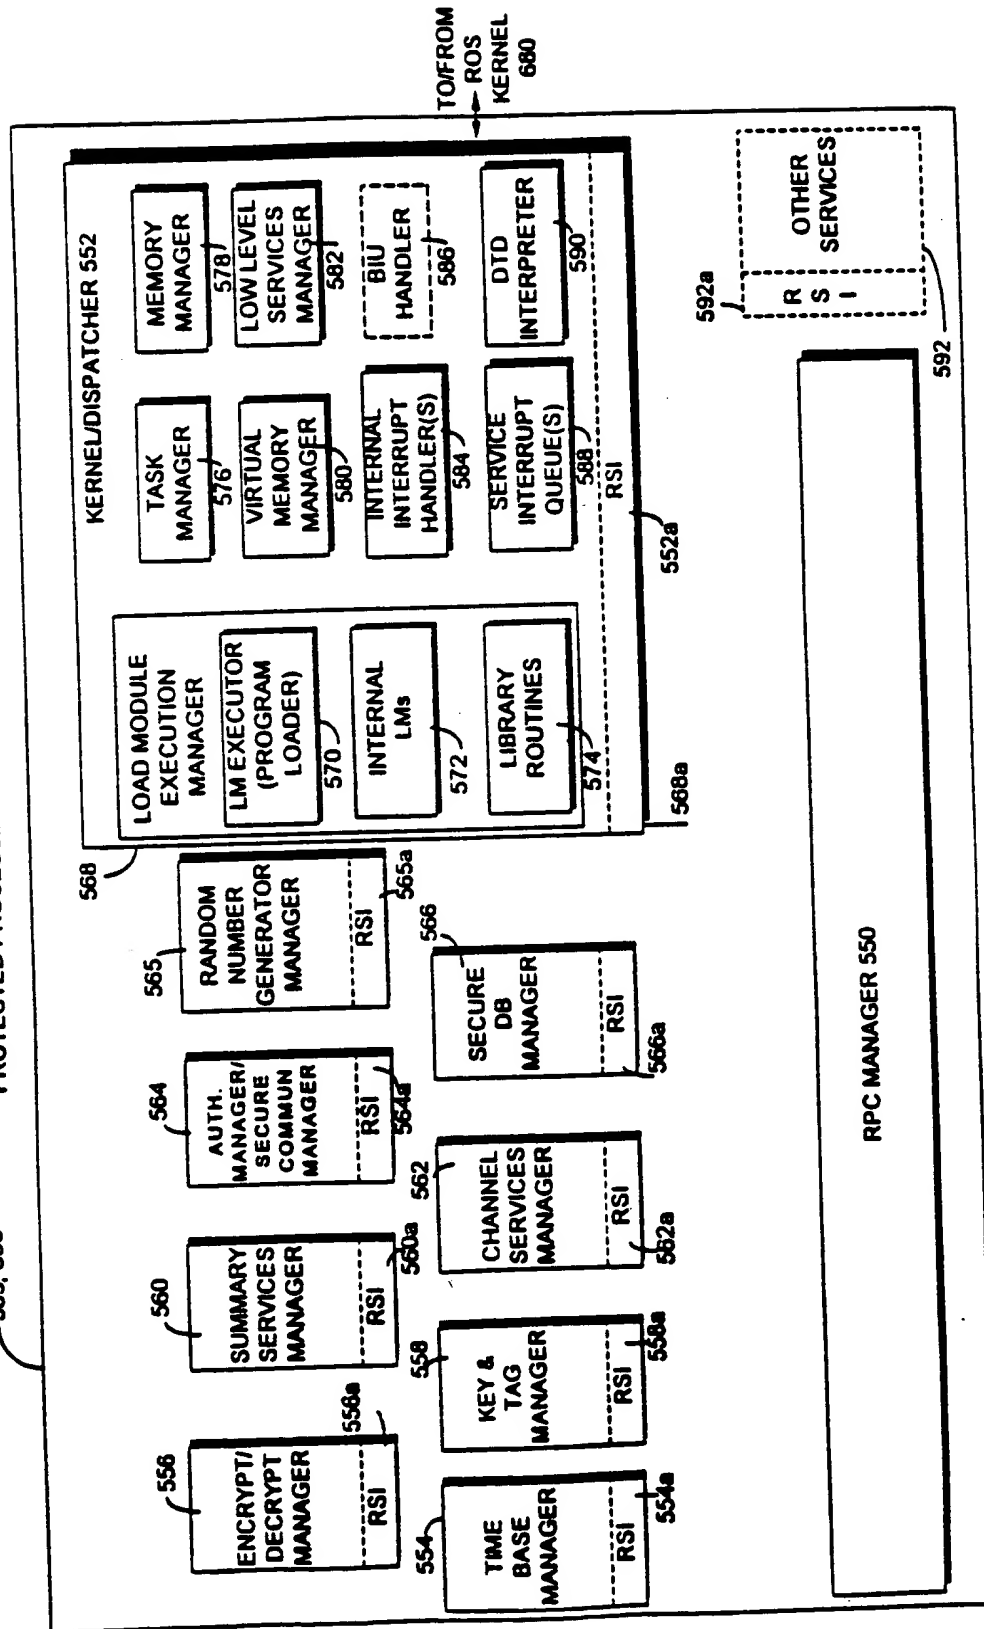 KERNEL/DISPATCHER 552
LOAD MODULE
EXECUTION
MANAGER
LM EXECUTOR
(PROGRAM
LOADER)
570
INTERNAL
LMs
572
LIBRARY
ROUTINES
574
568
568a
TASK
MANAGER
576
MEMORY
MANAGER
578
VIRTUAL
MEMORY
MANAGER
580
LOW LEVEL
SERVICES
MANAGER
582
INTERNAL
INTERRUPT
HANDLER(S)
584
BIU
HANDLER
586
SERVICE
INTERRUPT
QUEUE(S)
588
DTD
INTERPRETER
590
RSI
552a
TO/FROM
ROS
KERNEL
680
556
ENCRYPT/
DECRYPT
MANAGER
RSI
556a
560
SUMMARY
SERVICES
MANAGER
RSI
560a
564
AUTH.
MANAGER/
SECURE
COMMUN
MANAGER
RSI
564a
565
RANDOM
NUMBER
GENERATOR
MANAGER
RSI
565a
554
TIME
BASE
MANAGER
RSI
554a
558
KEY &
TAG
MANAGER
RSI
558a
562
CHANNEL
SERVICES
MANAGER
RSI
562a
566
SECURE
DB
MANAGER
RSI
566a
RPC MANAGER 550
592a
R
S
I
OTHER
SERVICES
592